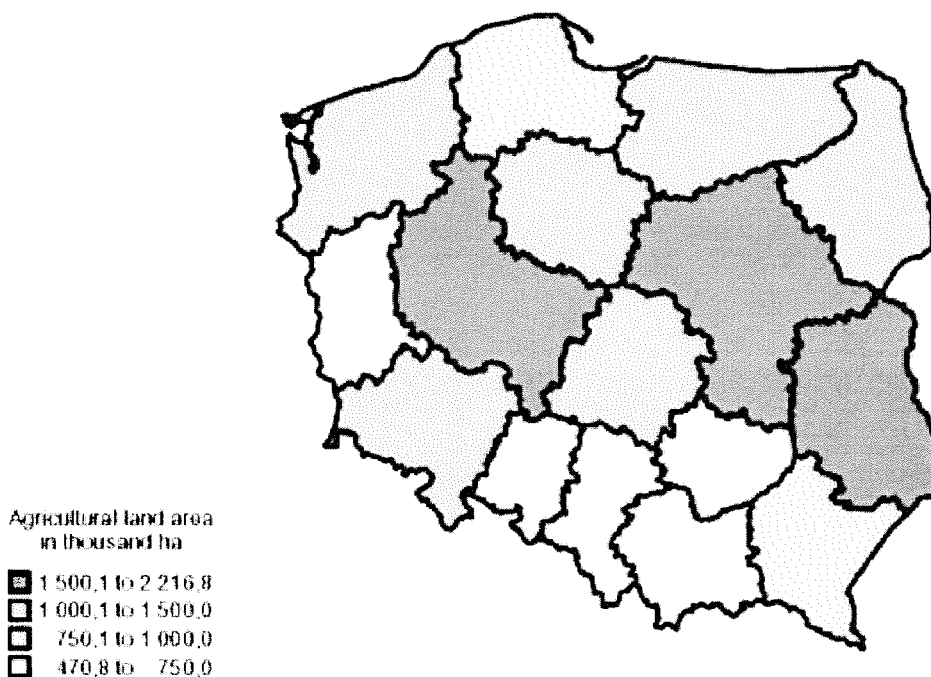 Agricultural land area
in thousand ha
1 500,1 to 2 216,8
1 000,1 to 1 500,0
750,1 to 1 000,0
470,8 to 750,0